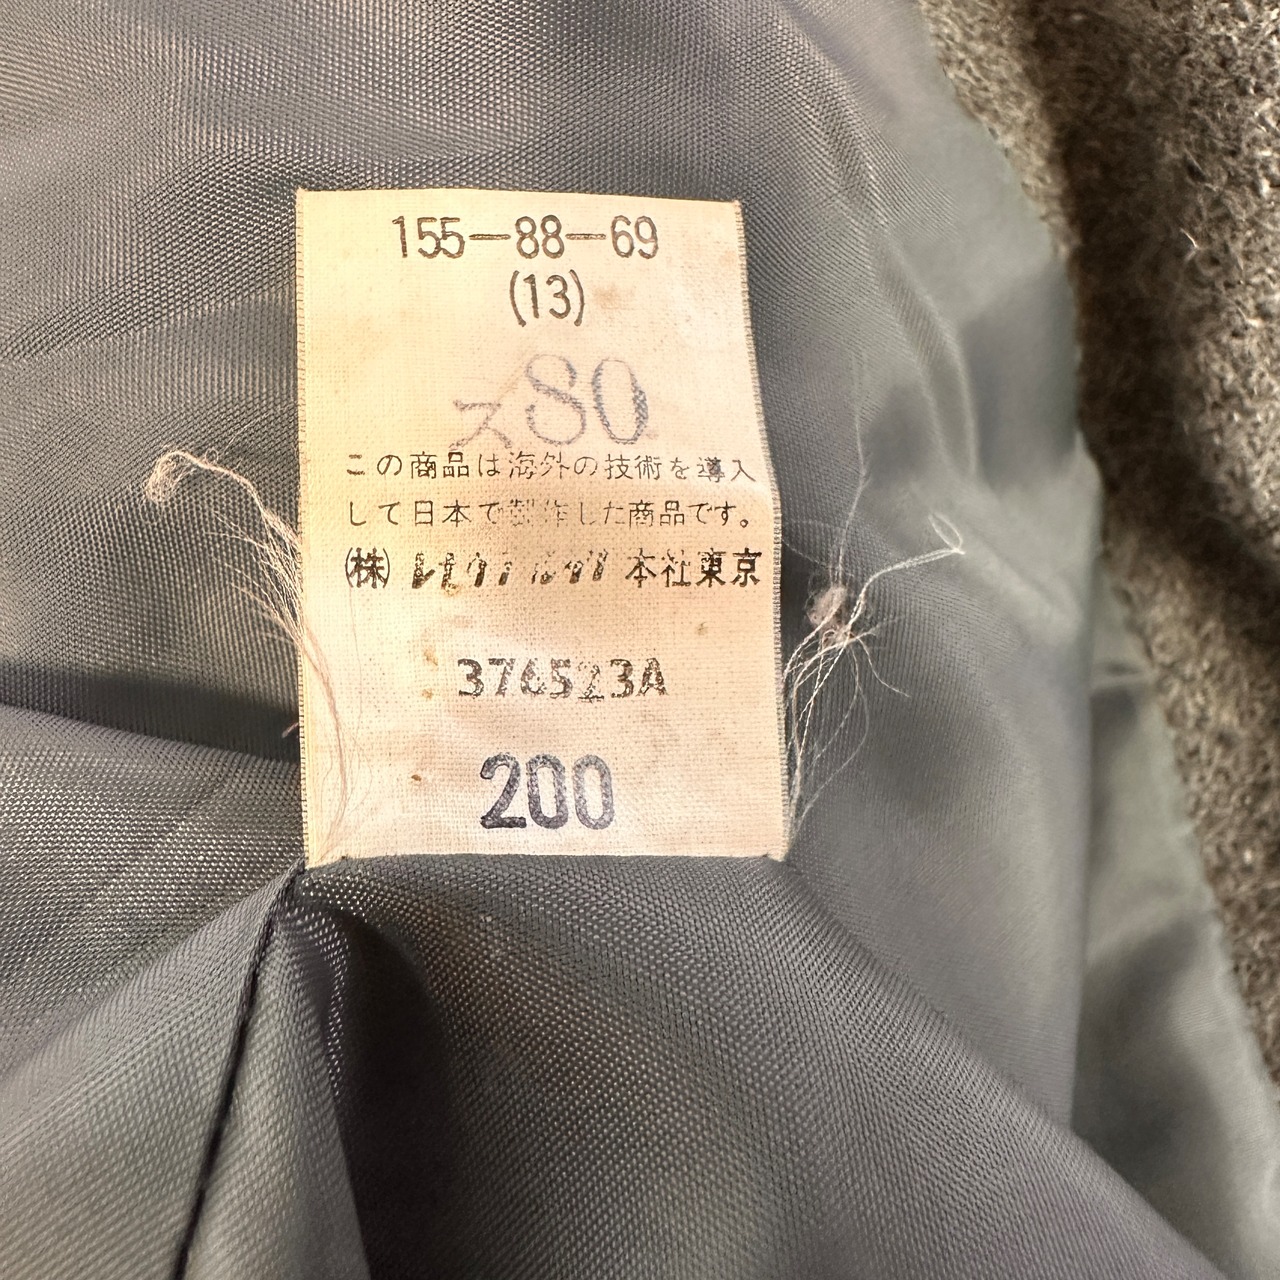 155-88-69
(13)
ス80
この商品は海外の技術を導入
して日本で製作した商品です。
(株) 本社東京
376523A
200